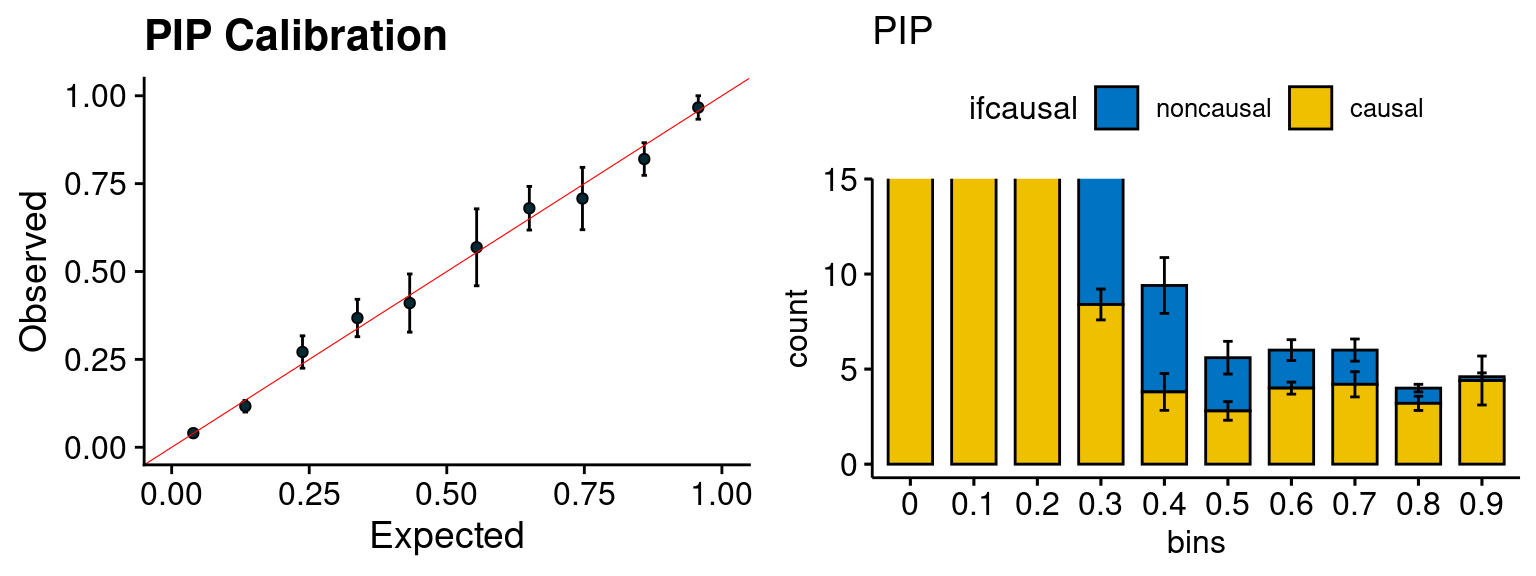 PIP Calibration
Observed
1.00
0.75
0.50
0.25
0.00
0.00 0.25 0.50 0.75 1.00
Expected
PIP
ifcausal noncausal causal
count
15
10
5
0
0 0.1 0.2 0.3 0.4 0.5 0.6 0.7 0.8 0.9
bins